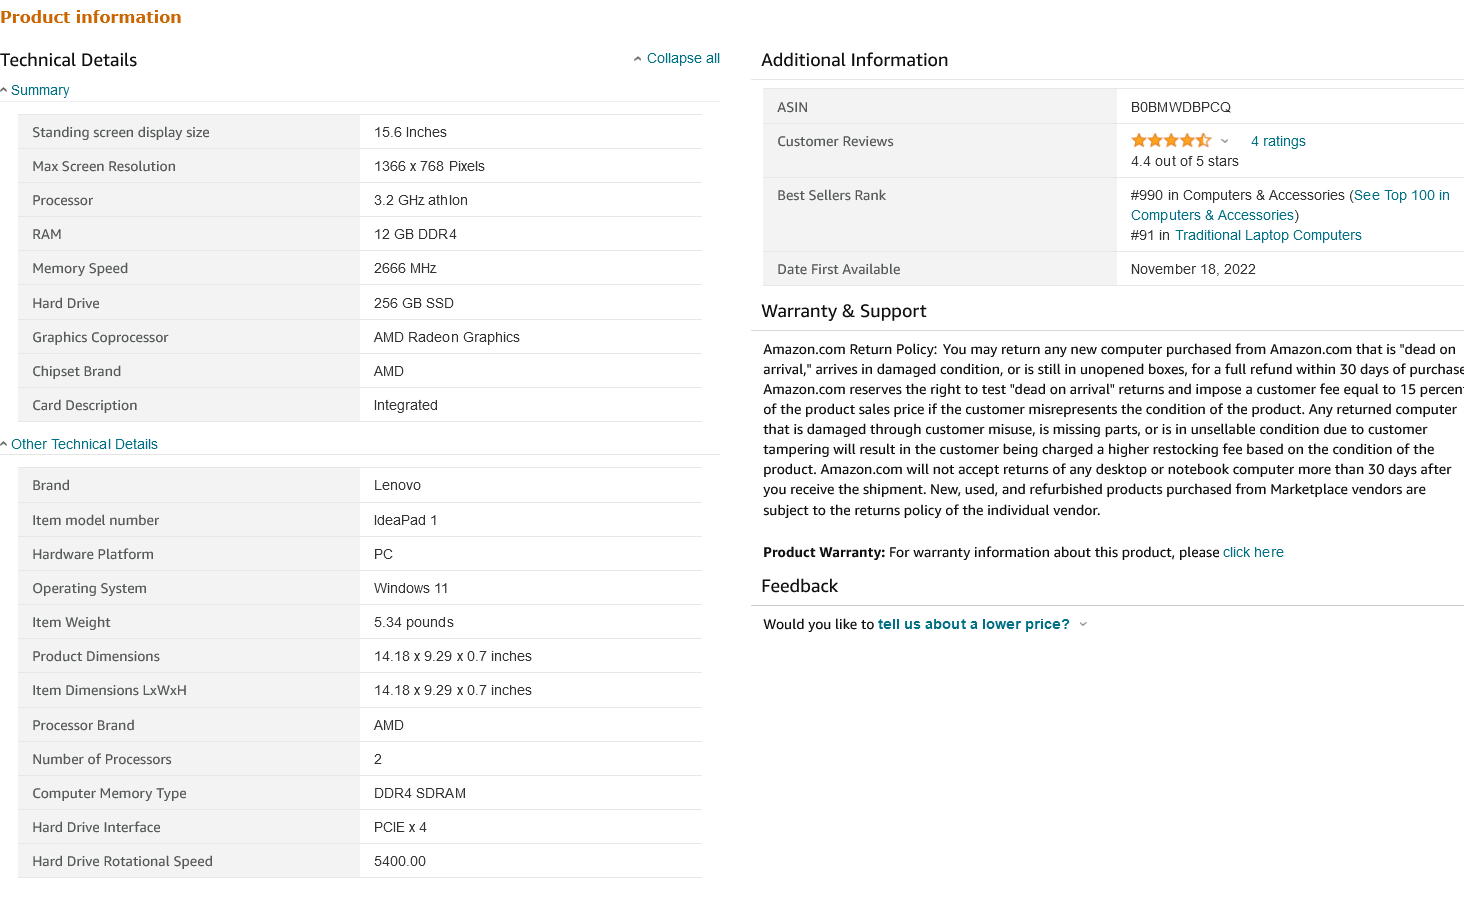 Product information
Technical Details
Collapse all
Summary
Standing screen display size 15.6 Inches
Max Screen Resolution 1366 x 768 Pixels
Processor 3.2 GHz athlon
RAM 12 GB DDR4
Memory Speed 2666 MHz
Hard Drive 256 GB SSD
Graphics Coprocessor AMD Radeon Graphics
Chipset Brand AMD
Card Description Integrated
Other Technical Details
Brand Lenovo
Item model number IdeaPad 1
Hardware Platform PC
Operating System Windows 11
Item Weight 5.34 pounds
Product Dimensions 14.18 x 9.29 x 0.7 inches
Item Dimensions LxWxH 14.18 x 9.29 x 0.7 inches
Processor Brand AMD
Number of Processors 2
Computer Memory Type DDR4 SDRAM
Hard Drive Interface PCIE x 4
Hard Drive Rotational Speed 5400.00
Additional Information
ASIN B0BMWDBPCQ
Customer Reviews 4 ratings
4.4 out of 5 stars
Best Sellers Rank #990 in Computers & Accessories (See Top 100 in
Computers & Accessories)
#91 in Traditional Laptop Computers
Date First Available November 18, 2022
Warranty & Support
Amazon.com Return Policy: You may return any new computer purchased from Amazon.com that is "dead on
arrival," arrives in damaged condition, or is still in unopened boxes, for a full refund within 30 days of purchase
Amazon.com reserves the right to test "dead on arrival" returns and impose a customer fee equal to 15 percent
of the product sales price if the customer misrepresents the condition of the product. Any returned computer
that is damaged through customer misuse, is missing parts, or is in unsellable condition due to customer
tampering will result in the customer being charged a higher restocking fee based on the condition of the
product. Amazon.com will not accept returns of any desktop or notebook computer more than 30 days after
you receive the shipment. New, used, and refurbished products purchased from Marketplace vendors are
subject to the returns policy of the individual vendor.
Product Warranty: For warranty information about this product, please click here
Feedback
Would you like to tell us about a lower price?